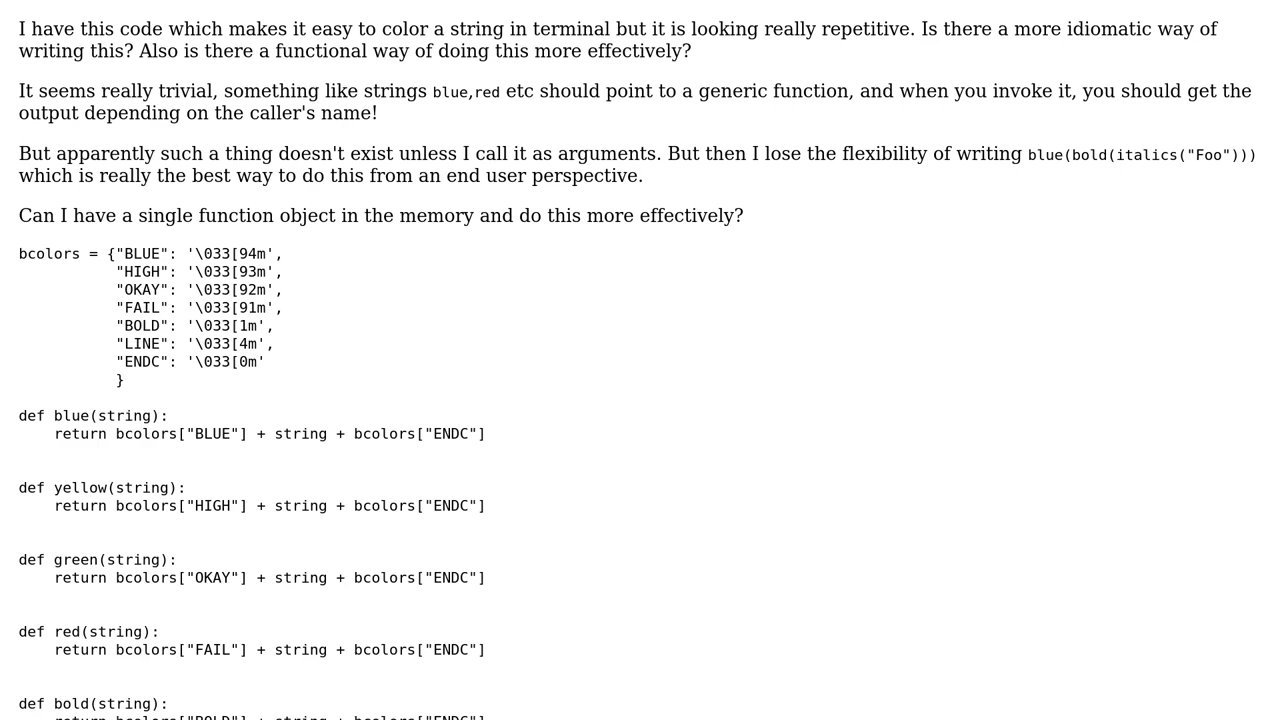 I have this code which makes it easy to color a string in terminal but it is looking really repetitive. Is there a more idiomatic way of
writing this? Also is there a functional way of doing this more effectively?
It seems really trivial, something like strings blue,red etc should point to a generic function, and when you invoke it, you should get the
output depending on the caller's name!
But apparently such a thing doesn't exist unless I call it as arguments. But then I lose the flexibility of writing blue(bold(italics("Foo")))
which is really the best way to do this from an end user perspective.
Can I have a single function object in the memory and do this more effectively?
bcolors = {"BLUE": '\033[94m',
           "HIGH": '\033[93m',
           "OKAY": '\033[92m',
           "FAIL": '\033[91m',
           "BOLD": '\033[1m',
           "LINE": '\033[4m',
           "ENDC": '\033[0m'
           }
def blue(string):
    return bcolors["BLUE"] + string + bcolors["ENDC"]
def yellow(string):
    return bcolors["HIGH"] + string + bcolors["ENDC"]
def green(string):
    return bcolors["OKAY"] + string + bcolors["ENDC"]
def red(string):
    return bcolors["FAIL"] + string + bcolors["ENDC"]
def bold(string):
    return bcolors["BOLD"] + string + bcolors["ENDC"]